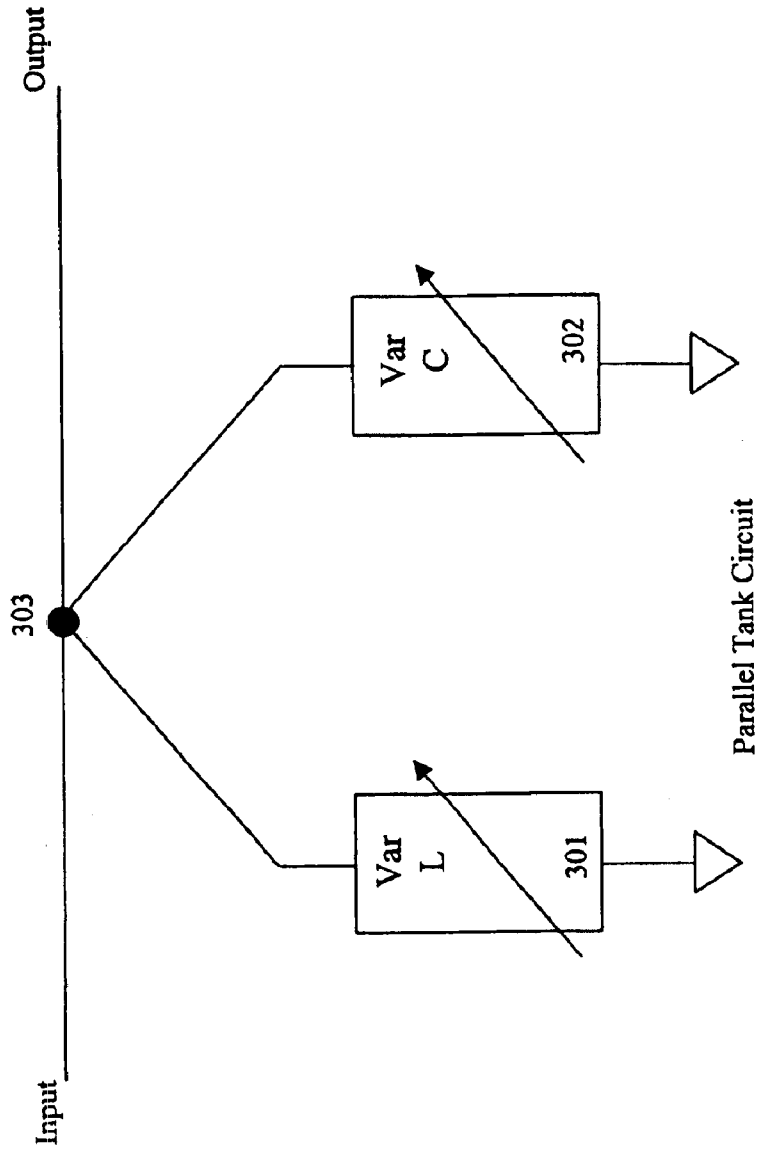 303
Input
Output
Var
L
301
Var
C
302
Parallel Tank Circuit